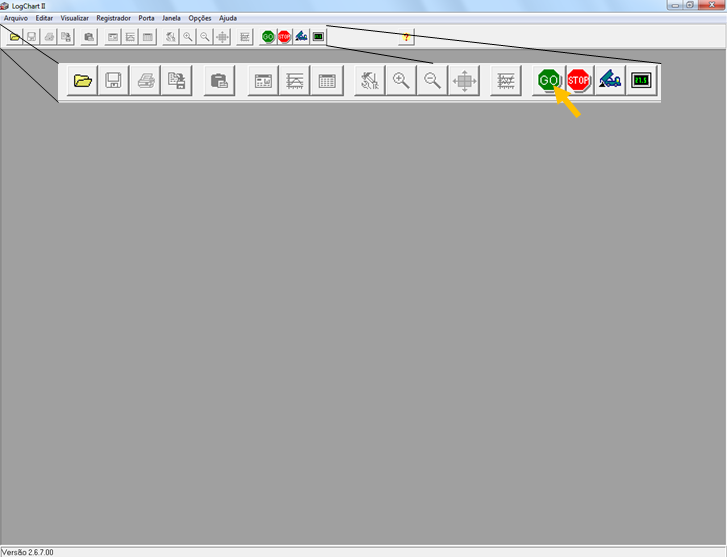 LogChart II
Arquivo Editar Visualizar Registrador Porta Janela Opções Ajuda
GO STOP ?
GO STOP
Versão 2.6.7.00